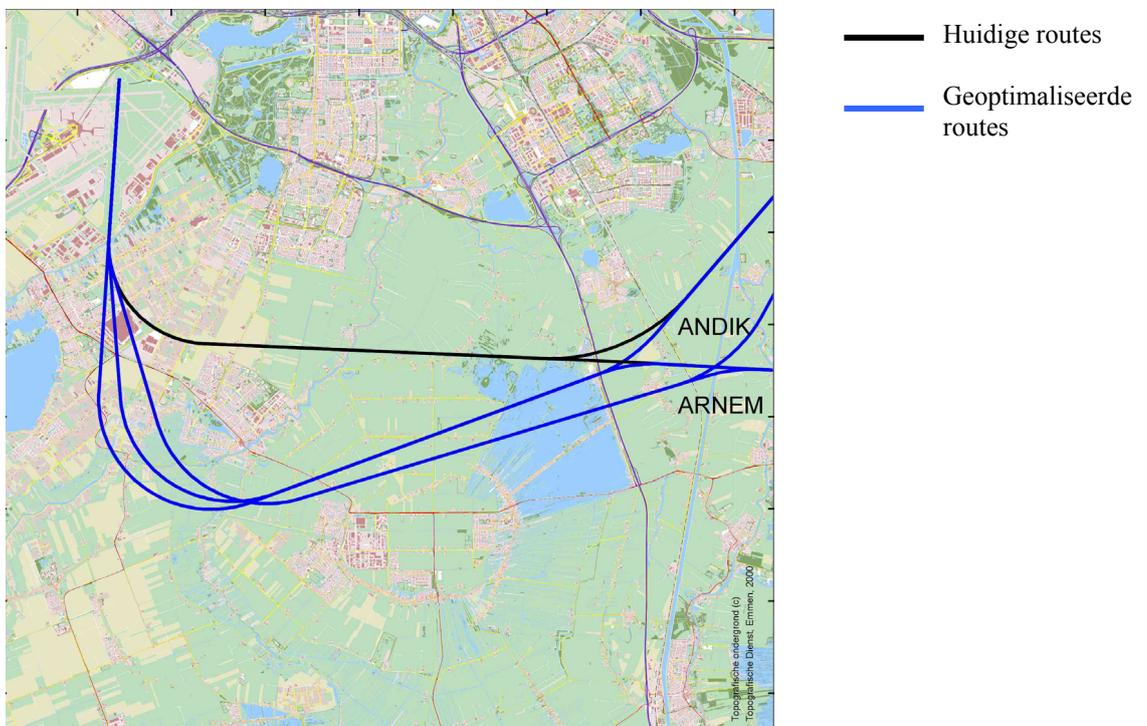 Huidige routes
Geoptimaliseerde
routes
ANDIK
ARNEM
Topografische ondergrond (c)
Topografische Dienst, Emmen, 2000